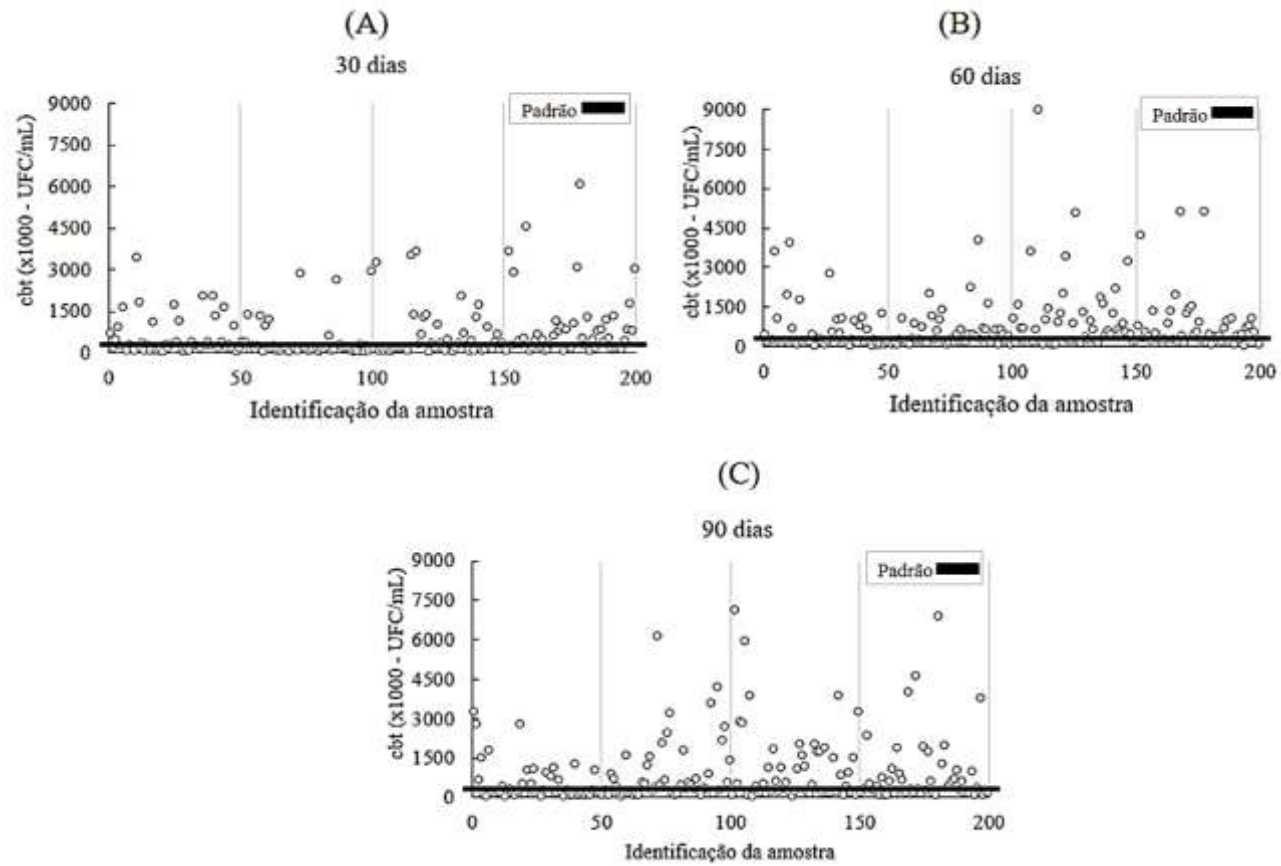 (A)
30 dias
Padrão
cbt (x1000 - UFC/mL)
9000
7500
6000
4500
3000
1500
0
0 50 100 150 200
Identificação da amostra
(B)
60 dias
Padrão
cbt (x1000 - UFC/mL)
9000
7500
6000
4500
3000
1500
0
0 50 100 150 200
Identificação da amostra
(C)
90 dias
Padrão
cbt (x1000 - UFC/mL)
9000
7500
6000
4500
3000
1500
0
0 50 100 150 200
Identificação da amostra